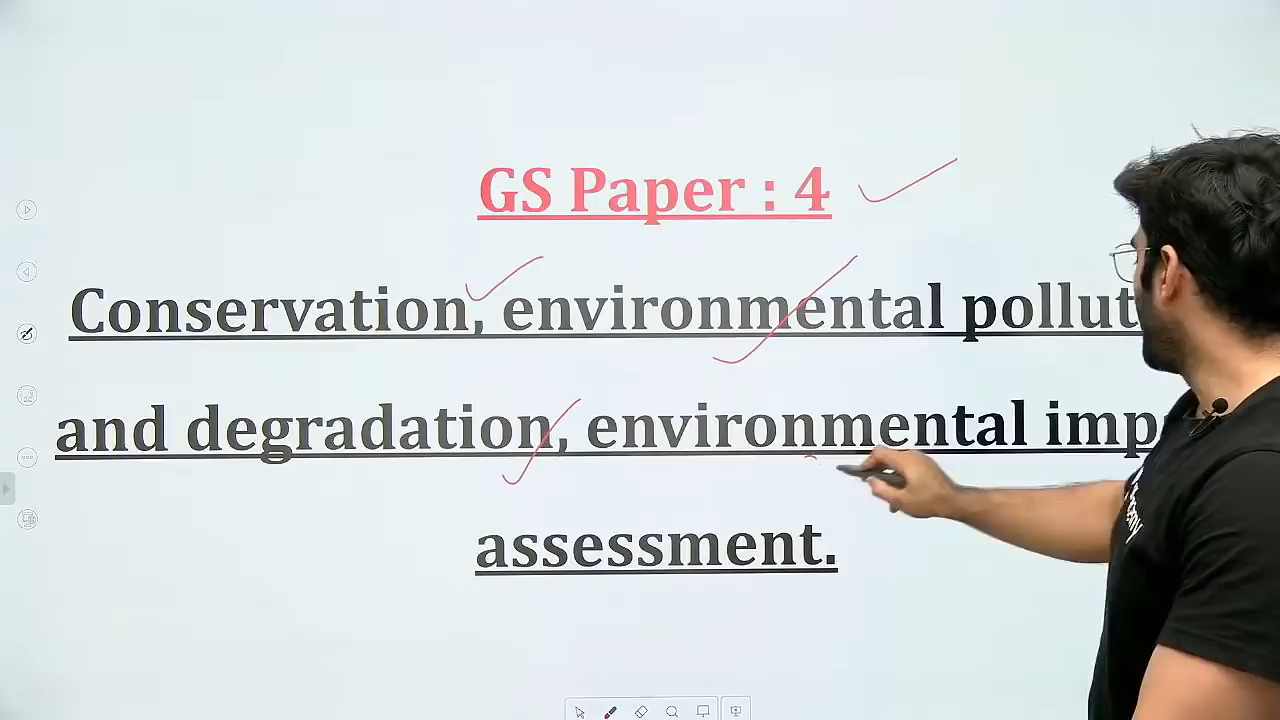 GS Paper : 4
Conservation, environmental pollut
and degradation, environmental imp
assessment.